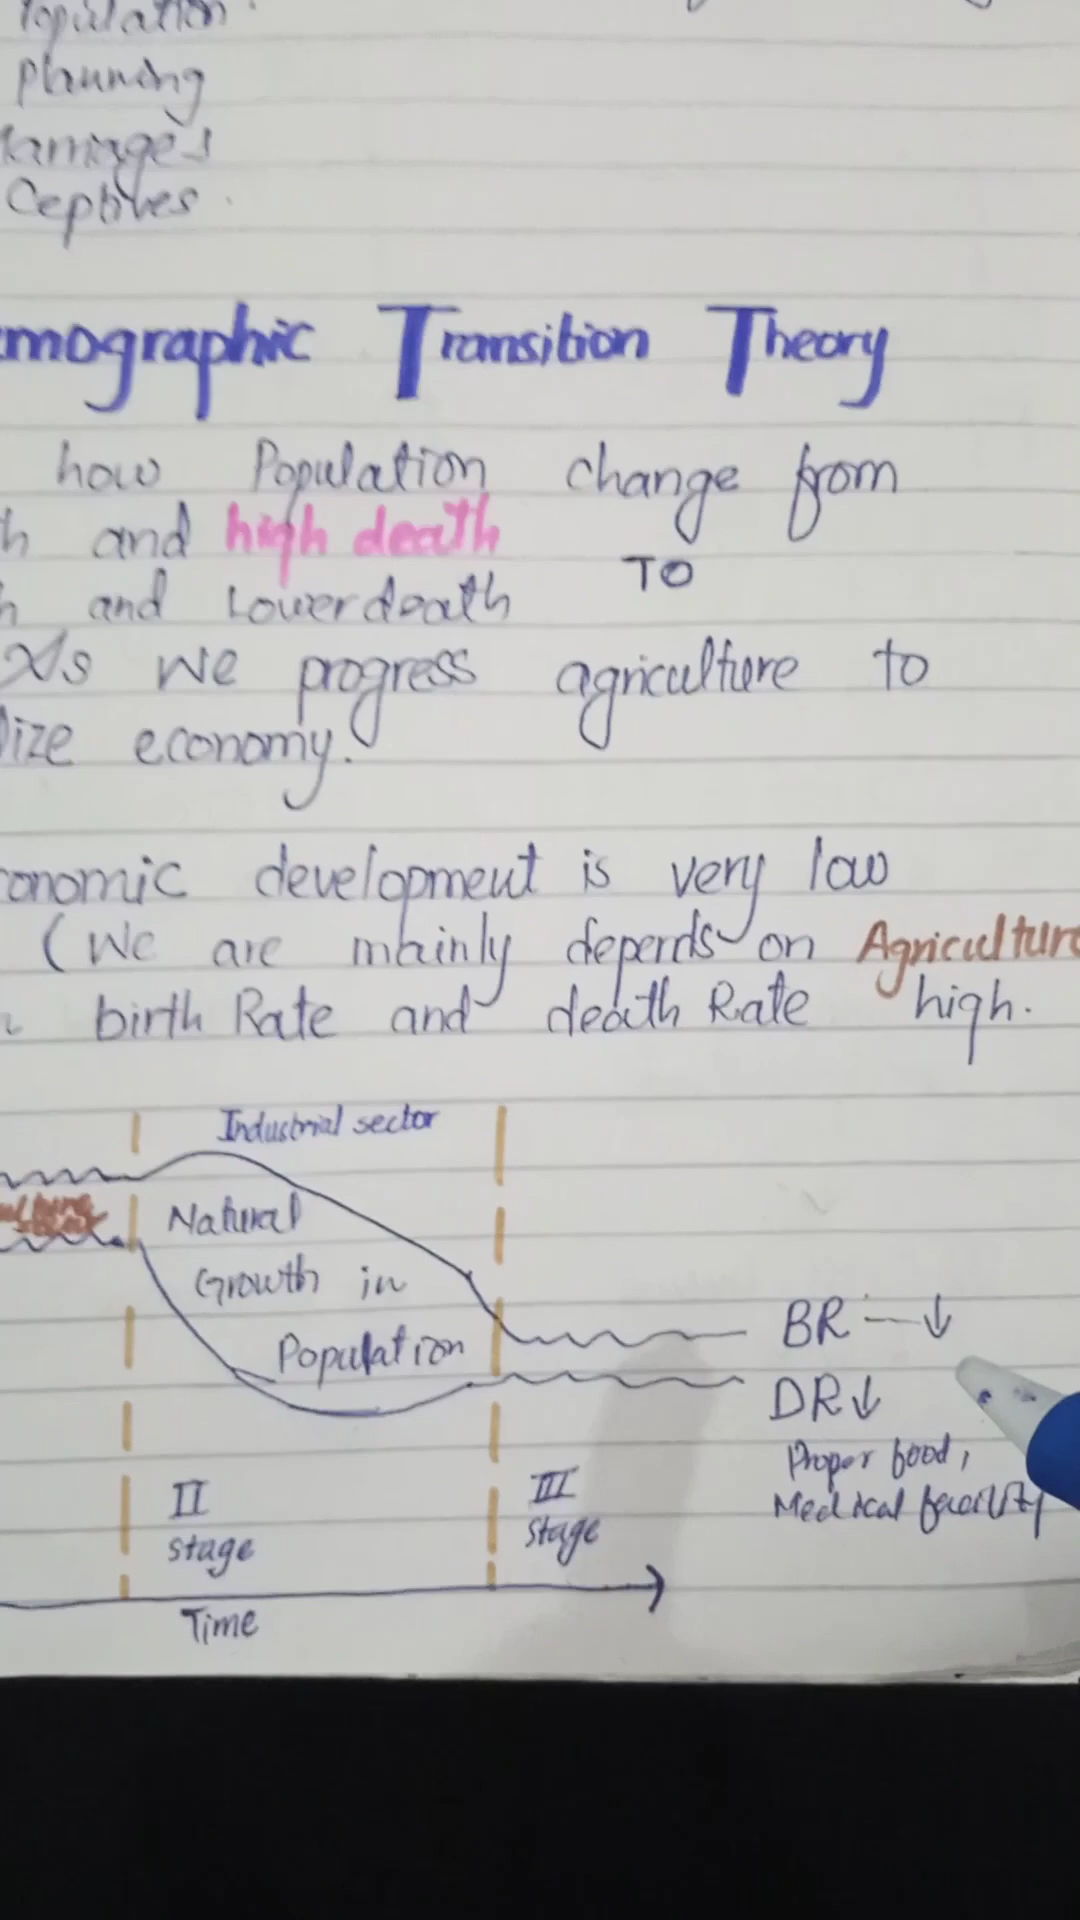 Population
Planning
Marriages
Ceptives
mographic Transition Theory
how Population change from
h and high death
TO
h and Lower death
As we progress agriculture to
lize economy.
onomic development is very low
(We are mainly depends on Agriculture
birth Rate and death Rate high.
Industrial sector
Natural
Growth in
Population
BR — ↓
DR↓
Proper food,
Medical facility
II
stage
III
stage
Time